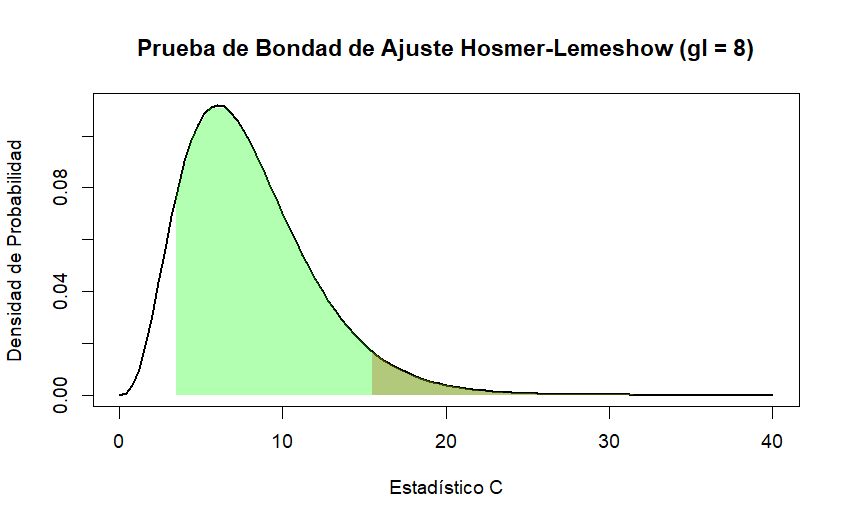 Prueba de Bondad de Ajuste Hosmer-Lemeshow (gl = 8)
Densidad de Probabilidad
0.08
0.04
0.00
0 10 20 30 40
Estadístico C